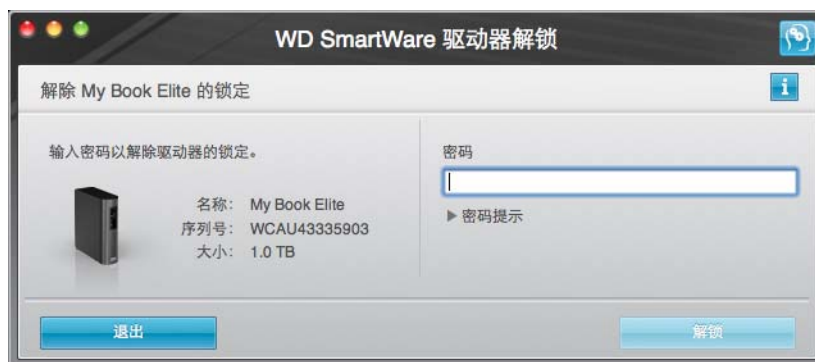 WD SmartWare 驱动器解锁
解除 My Book Elite 的锁定
i
输入密码以解除驱动器的锁定。
名称： My Book Elite
序列号： WCAU43335903
大小： 1.0 TB
密码
▶ 密码提示
退出
解锁